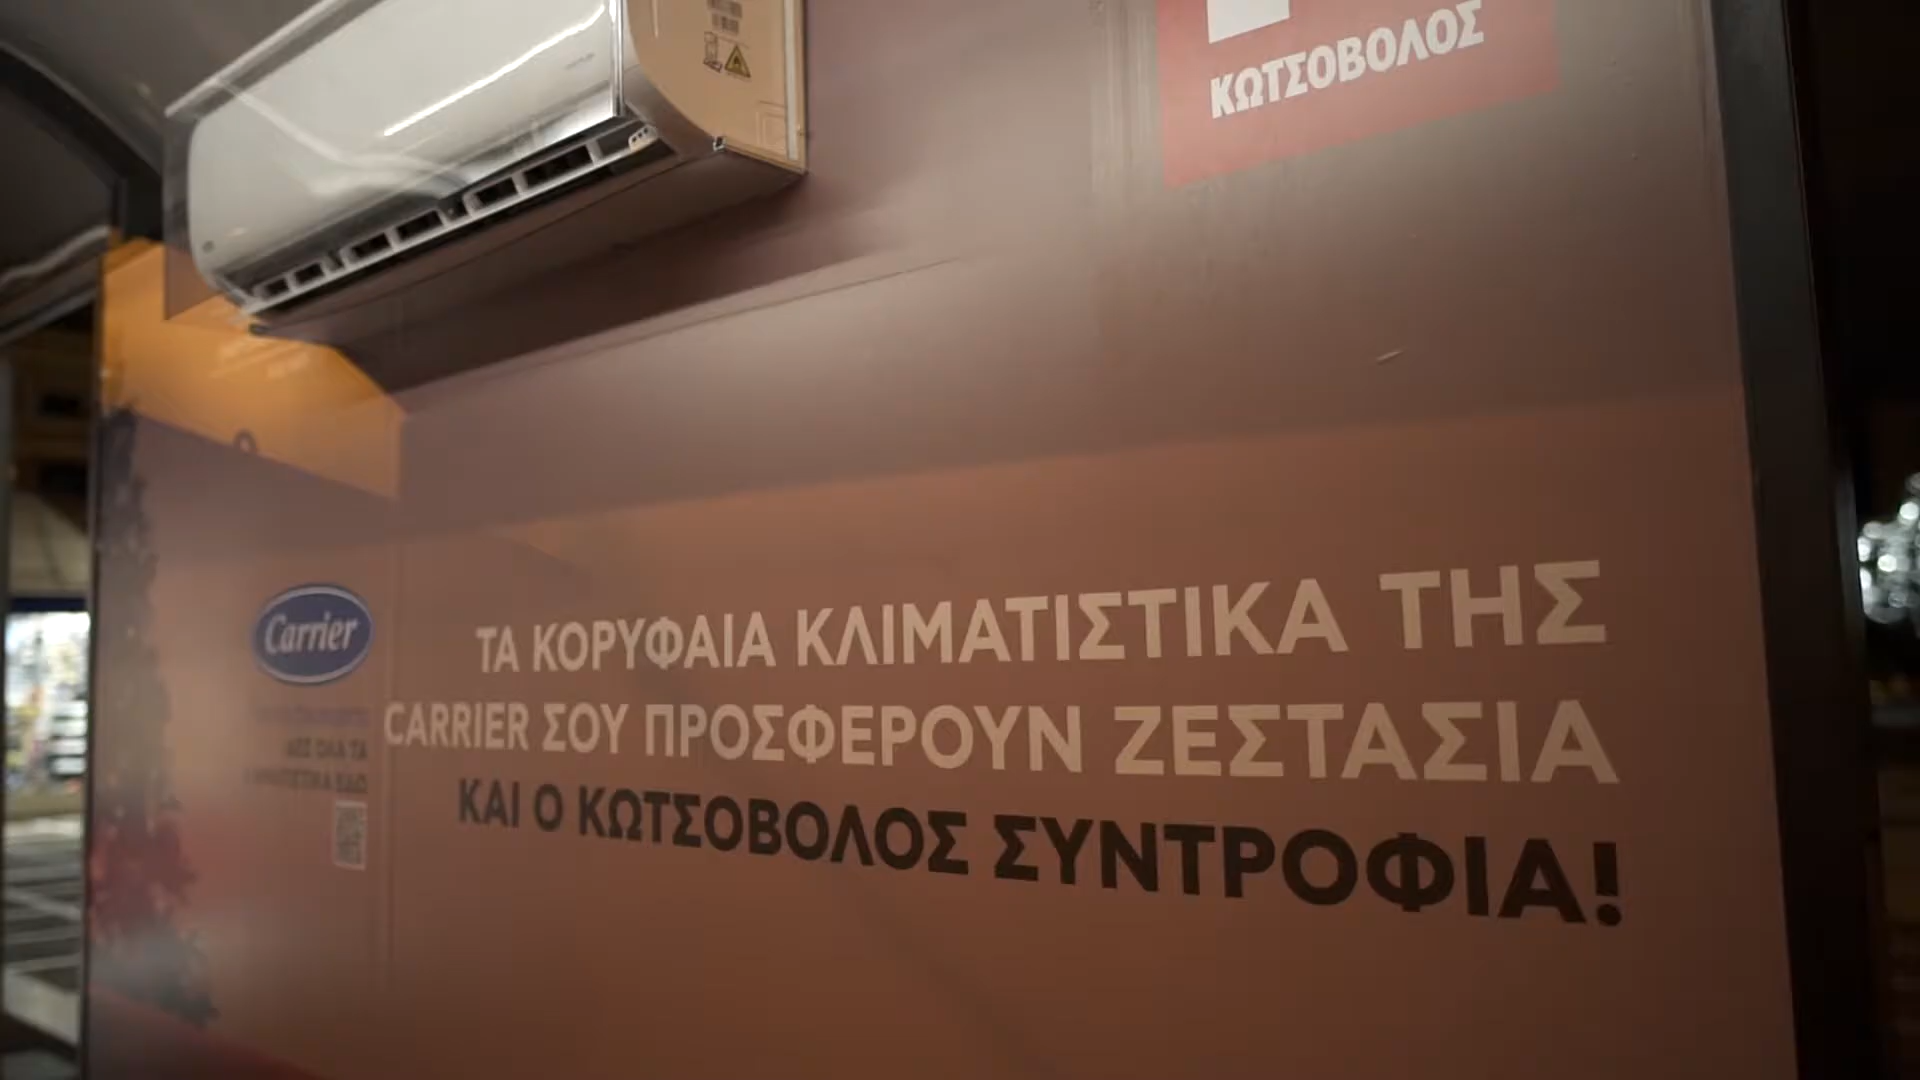 ΚΩΤΣΟΒΟΛΟΣ
Carrier
ΤΑ ΚΟΡΥΦΑΙΑ ΚΛΙΜΑΤΙΣΤΙΚΑ ΤΗΣ
CARRIER ΣΟΥ ΠΡΟΣΦΕΡΟΥΝ ΖΕΣΤΑΣΙΑ
ΚΑΙ Ο ΚΩΤΣΟΒΟΛΟΣ ΣΥΝΤΡΟΦΙΑ!